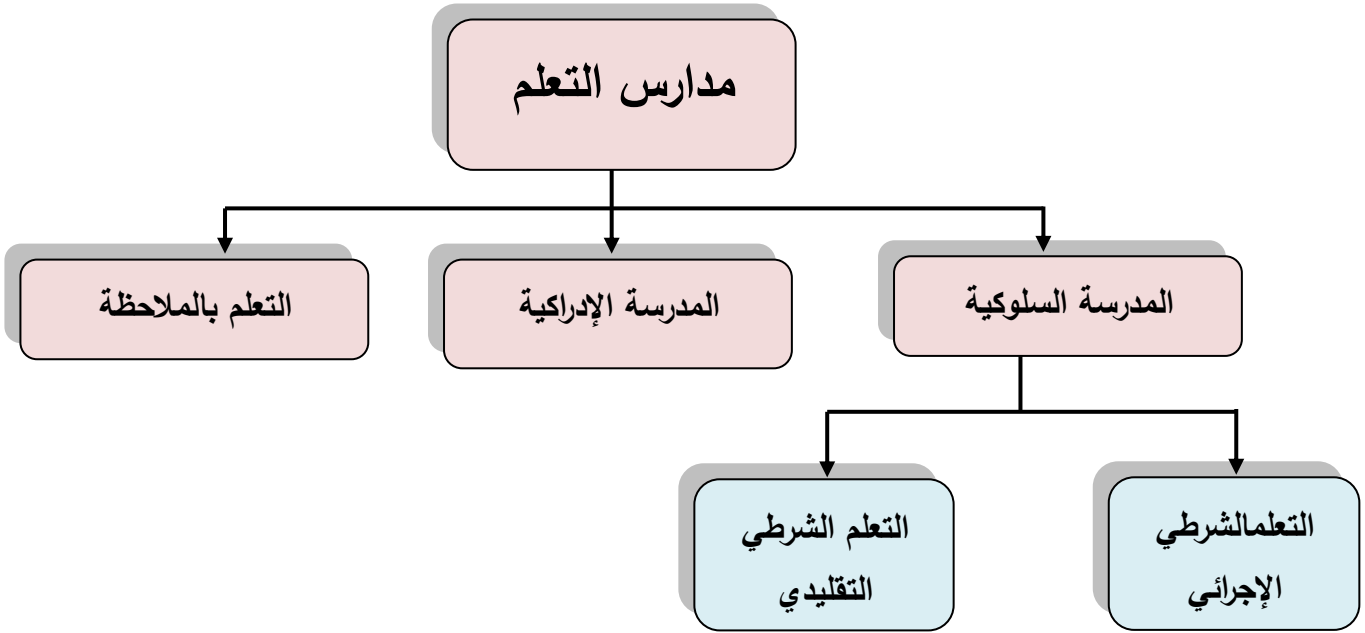 مدارس التعلم
المدرسة السلوكية
المدرسة الإدراكية
التعلم بالملاحظة
التعلمالشرطي
الإجرائي
التعلم الشرطي
التقليدي